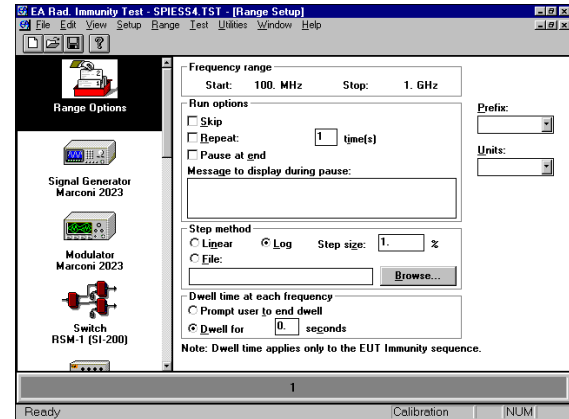 EA Rad. Immunity Test - SPIESS4.TST - [Range Setup]
File Edit View Setup Range Test Utilities Window Help
Range Options
Signal Generator
Marconi 2023
Modulator
Marconi 2023
Switch
RSM-1 (SI-200)
Frequency range
Start: 100. MHz Stop: 1. GHz
Run options
Skip
Repeat: 1 time(s)
Pause at end
Message to display during pause:
Step method
Linear Log Step size: 1. %
File:
Browse...
Dwell time at each frequency
Prompt user to end dwell
Dwell for 0. seconds
Note: Dwell time applies only to the EUT Immunity sequence.
Prefix:
Units:
1
Ready Calibration NUM